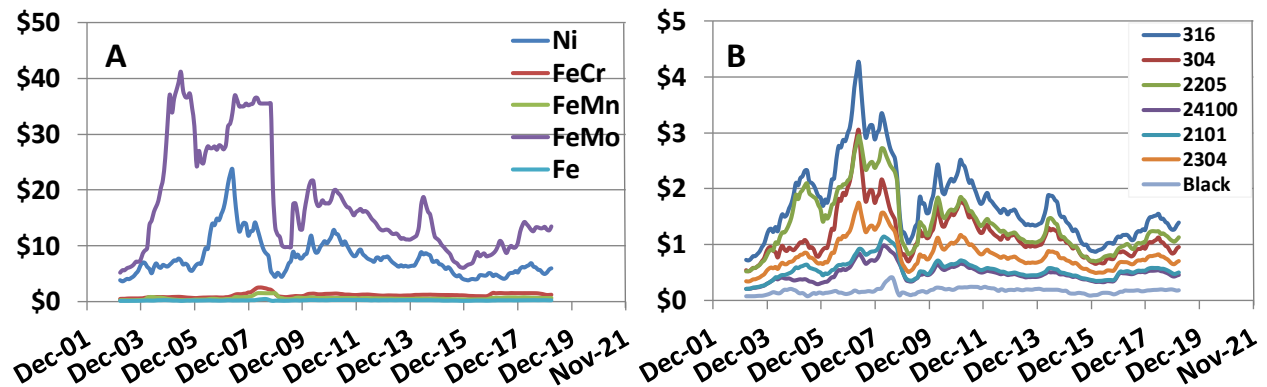 $50
$40
$30
$20
$10
$0
A
Ni
FeCr
FeMn
FeMo
Fe
Dec-01
Dec-03
Dec-05
Dec-07
Dec-09
Dec-11
Dec-13
Dec-15
Dec-17
Dec-19
Nov-21
$5
$4
$3
$2
$1
$0
B
316
304
2205
24100
2101
2304
Black
Dec-01
Dec-03
Dec-05
Dec-07
Dec-09
Dec-11
Dec-13
Dec-15
Dec-17
Dec-19
Nov-21